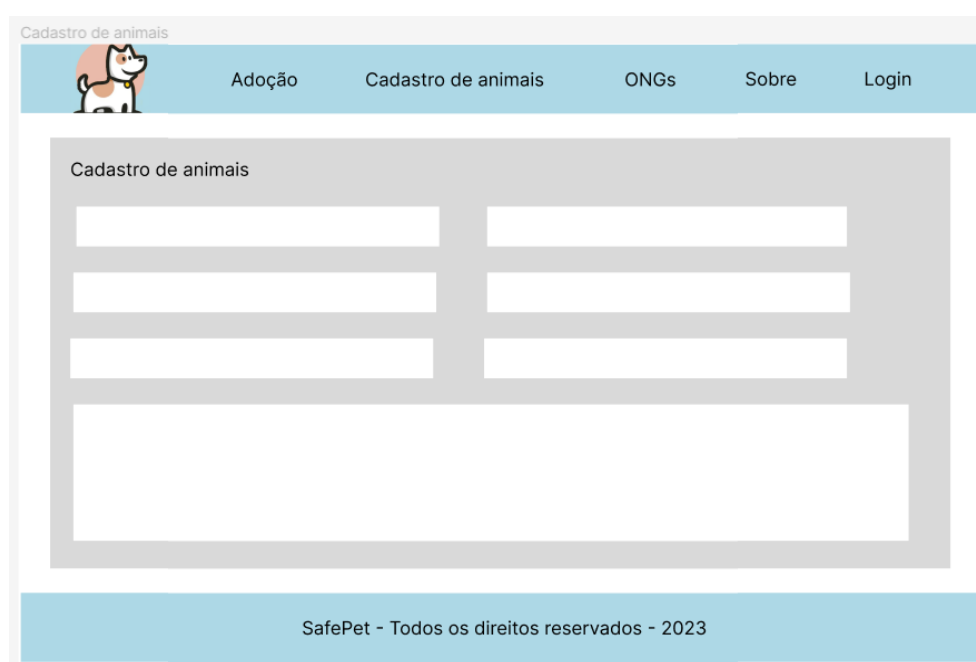 Cadastro de animais
Adoção Cadastro de animais ONGs Sobre Login
Cadastro de animais
SafePet - Todos os direitos reservados - 2023